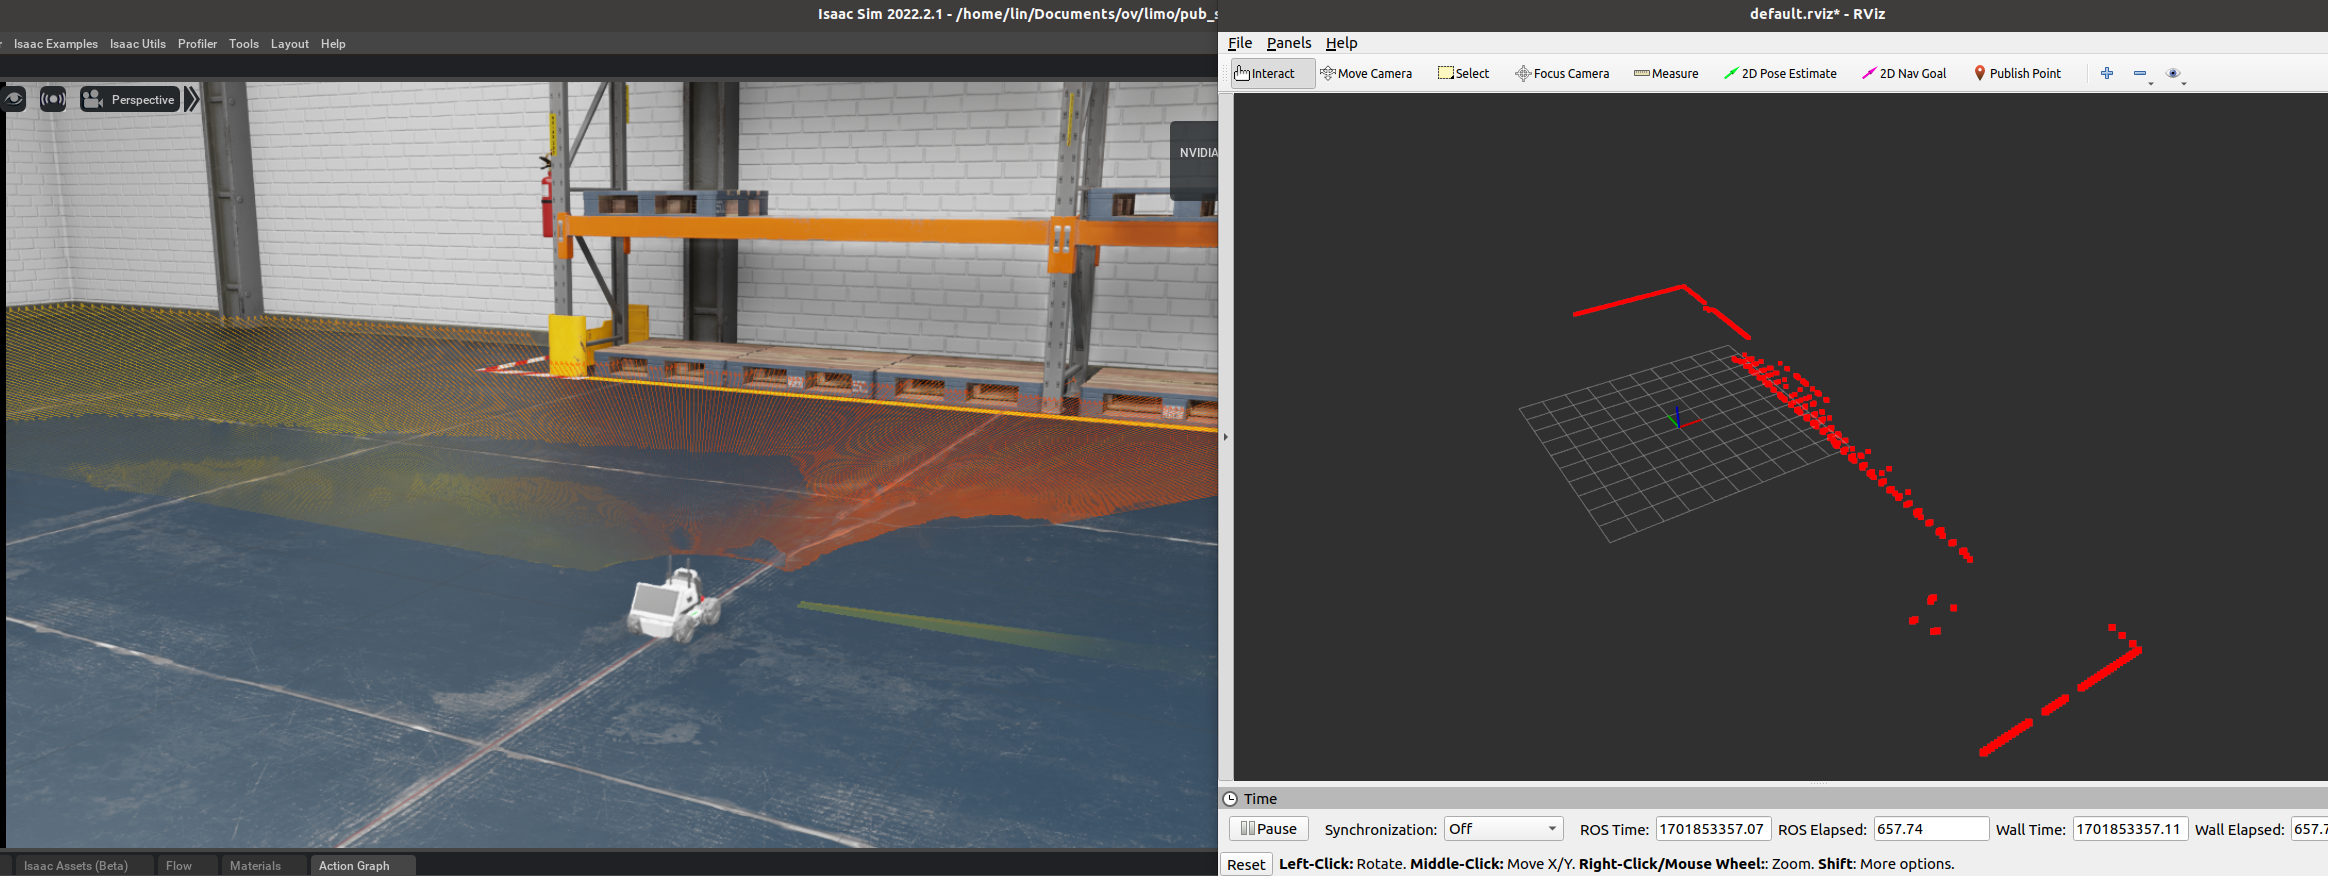 Isaac Sim 2022.2.1 - /home/lin/Documents/ov/limo/pub_s
Isaac Examples Isaac Utils Profiler Tools Layout Help
Perspective
NVIDIA
Isaac Assets (Beta) Flow Materials Action Graph
default.rviz* - RViz
File Panels Help
Interact Move Camera Select Focus Camera Measure 2D Pose Estimate 2D Nav Goal Publish Point
Time
Pause Synchronization: Off ROS Time: 1701853357.07 ROS Elapsed: 657.74 Wall Time: 1701853357.11 Wall Elapsed: 657.7
Reset Left-Click: Rotate. Middle-Click: Move X/Y. Right-Click/Mouse Wheel:: Zoom. Shift: More options.